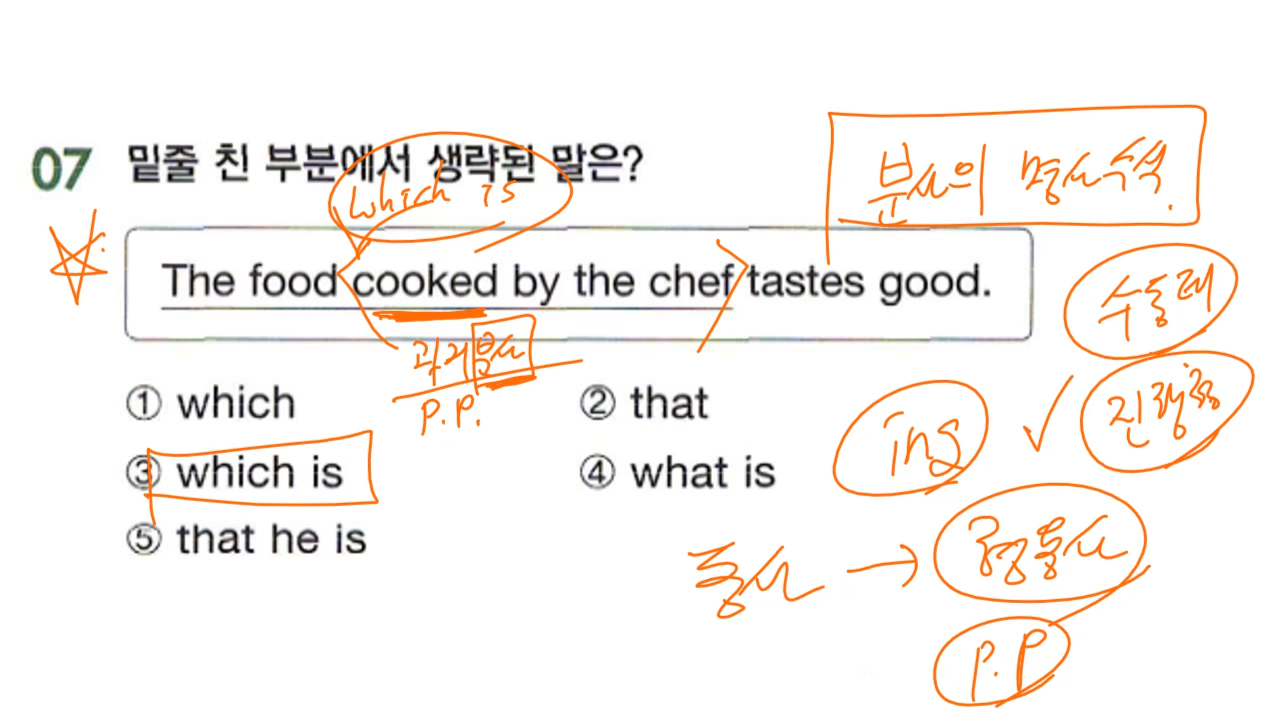 07 밑줄 친 부분에서 생략된 말은?
which is
분사의 명사수식.
The food cooked by the chef tastes good.
수동태
과거분사
P.P.
① which ② that
진행형
ing
③ which is ④ what is
⑤ that he is
동사 → 형용사
P.P